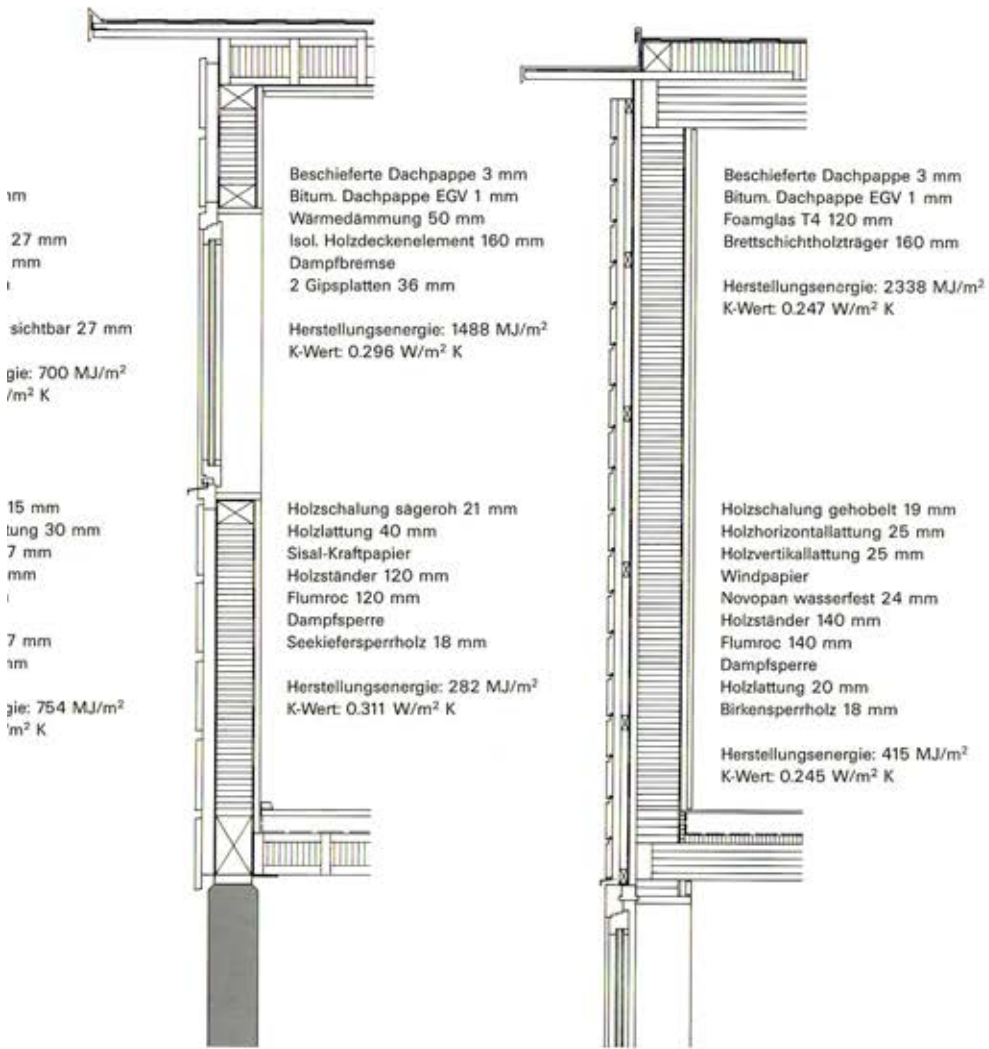 mm
27 mm
mm
sichtbar 27 mm
gie: 700 MJ/m²
/m² K
15 mm
tung 30 mm
7 mm
mm
7 mm
mm
gie: 754 MJ/m²
/m² K
Beschieferte Dachpappe 3 mm
Bitum. Dachpappe EGV 1 mm
Wärmedämmung 50 mm
Isol. Holzdeckenelement 160 mm
Dampfbremse
2 Gipsplatten 36 mm
Herstellungsenergie: 1488 MJ/m²
K-Wert: 0.296 W/m² K
Holzschalung sägeroh 21 mm
Holzlattung 40 mm
Sisal-Kraftpapier
Holzständer 120 mm
Flumroc 120 mm
Dampfsperre
Seekiefersperrholz 18 mm
Herstellungsenergie: 282 MJ/m²
K-Wert: 0.311 W/m² K
Beschieferte Dachpappe 3 mm
Bitum. Dachpappe EGV 1 mm
Foamglas T4 120 mm
Brettschichtholzträger 160 mm
Herstellungsenergie: 2338 MJ/m²
K-Wert: 0.247 W/m² K
Holzschalung gehobelt 19 mm
Holzhorizontallattung 25 mm
Holzvertikallattung 25 mm
Windpapier
Novopan wasserfest 24 mm
Holzständer 140 mm
Flumroc 140 mm
Dampfsperre
Holzlattung 20 mm
Birkensperrholz 18 mm
Herstellungsenergie: 415 MJ/m²
K-Wert: 0.245 W/m² K